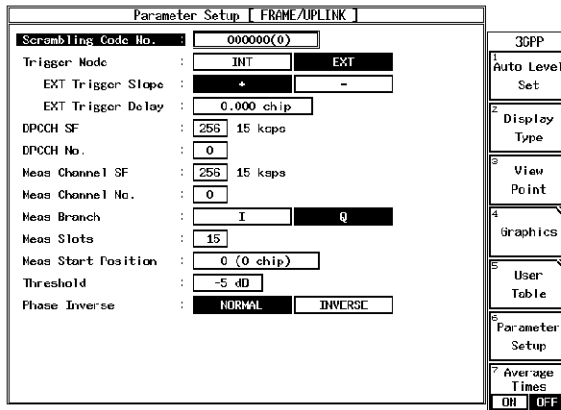 Parameter Setup [ FRAME/UPLINK ]
Scrambling Code No. : 000000(0)
Trigger Mode : INT EXT
EXT Trigger Slope : + -
EXT Trigger Delay : 0.000 chip
DPCCH SF : 256 15 ksps
DPCCH No. : 0
Meas Channel SF : 256 15 ksps
Meas Channel No. : 0
Meas Branch : I Q
Meas Slots : 15
Meas Start Position : 0 (0 chip)
Threshold : -5 dB
Phase Inverse : NORMAL INVERSE
3GPP
1 Auto Level
Set
2 Display
Type
3 View
Point
4 Graphics
5 User
Table
6 Parameter
Setup
7 Average
Times
ON OFF